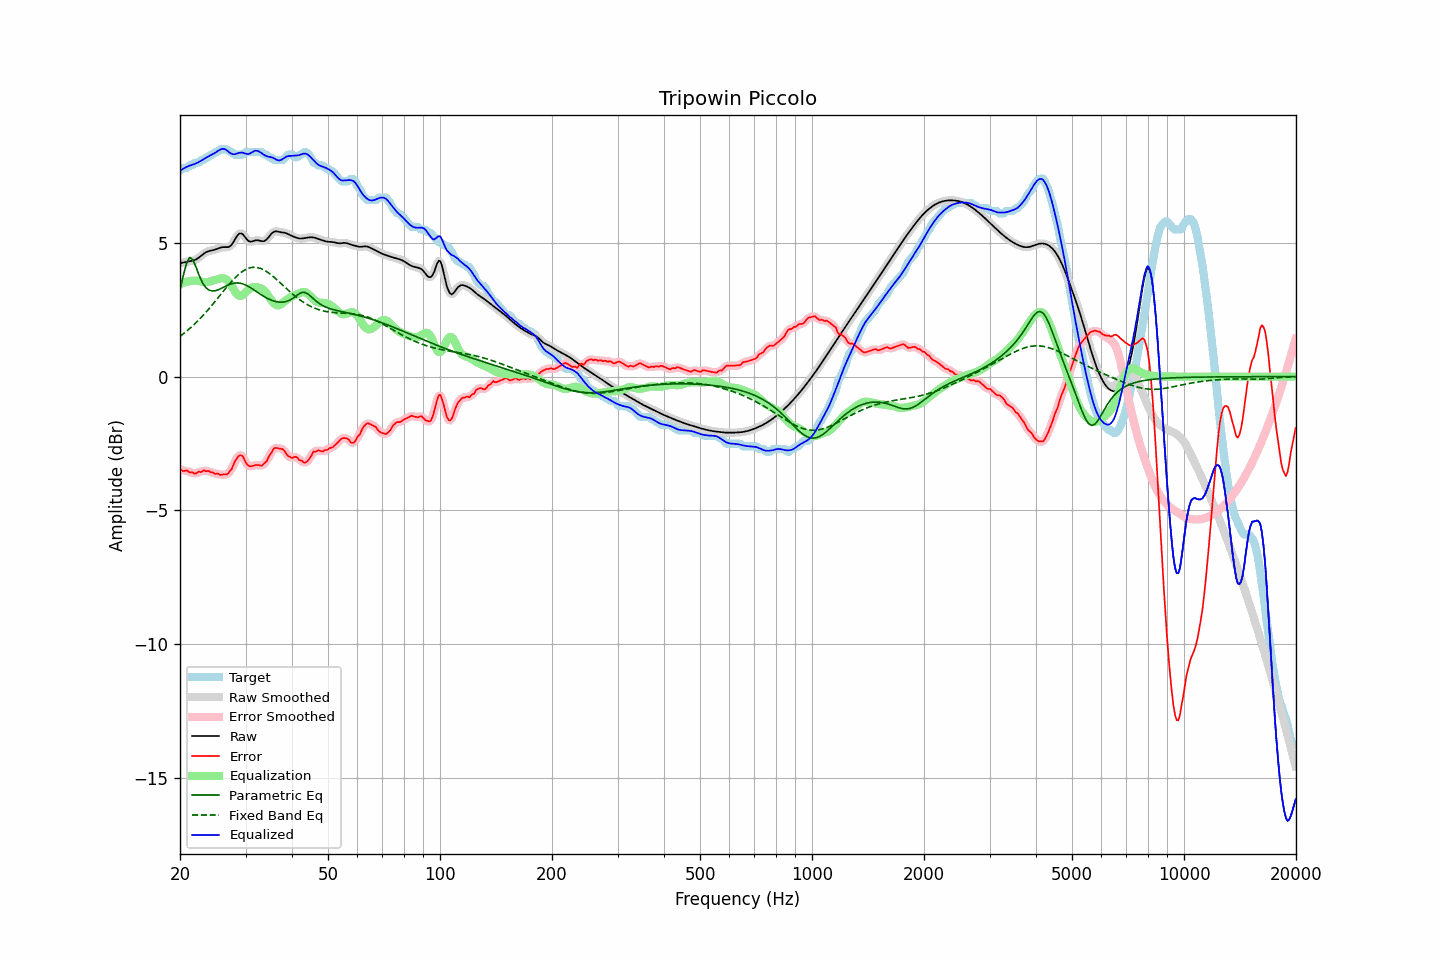 Tripowin Piccolo
Amplitude (dBr)
5
0
−5
−10
−15
Target
Raw Smoothed
Error Smoothed
Raw
Error
Equalization
Parametric Eq
Fixed Band Eq
Equalized
20 50 100 200 500 1000 2000 5000 10000 20000
Frequency (Hz)